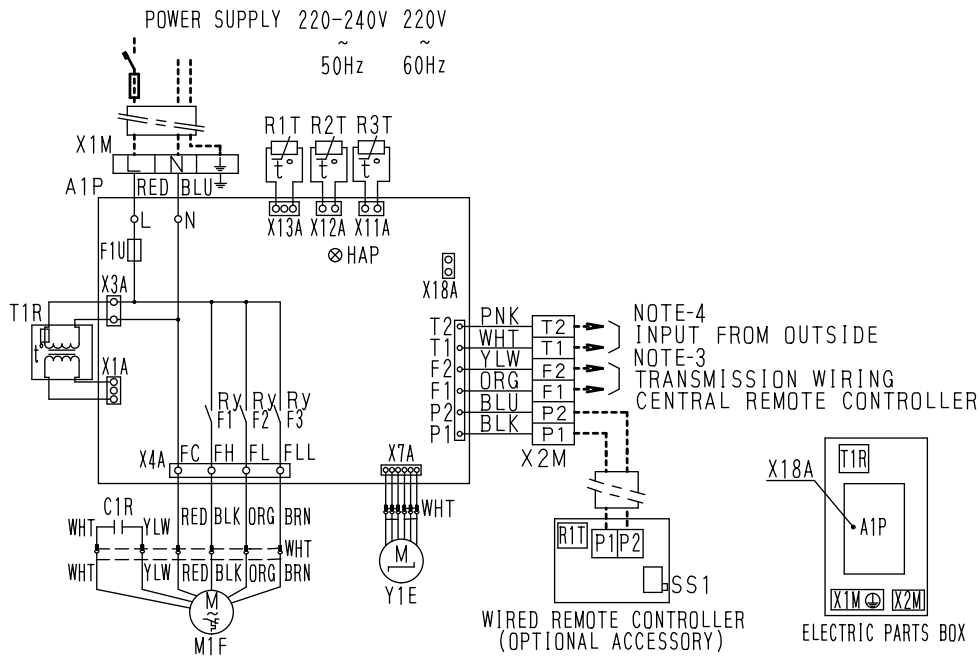 POWER SUPPLY 220-240V 220V
~ ~
50Hz 60Hz
X1M
L N
A1P RED BLU
R1T R2T R3T
t° t° t°
X13A X12A X11A
L N
F1U
HAP
X18A
X3A
T1R
t°
X1A
T2 PNK T2
T1 WHT T1
F2 YLW F2
F1 ORG F1
P2 BLU P2
P1 BLK P1
X2M
NOTE-4
INPUT FROM OUTSIDE
NOTE-3
TRANSMISSION WIRING
CENTRAL REMOTE CONTROLLER
Ry Ry Ry
F1 F2 F3
X4A FC FH FL FLL
X7A
C1R
WHT YLW RED BLK ORG BRN
WHT
WHT YLW RED BLK ORG BRN
M
~
M1F
WHT
M
Y1E
R1T P1 P2
SS1
WIRED REMOTE CONTROLLER
(OPTIONAL ACCESSORY)
T1R
X18A
A1P
X1M X2M
ELECTRIC PARTS BOX